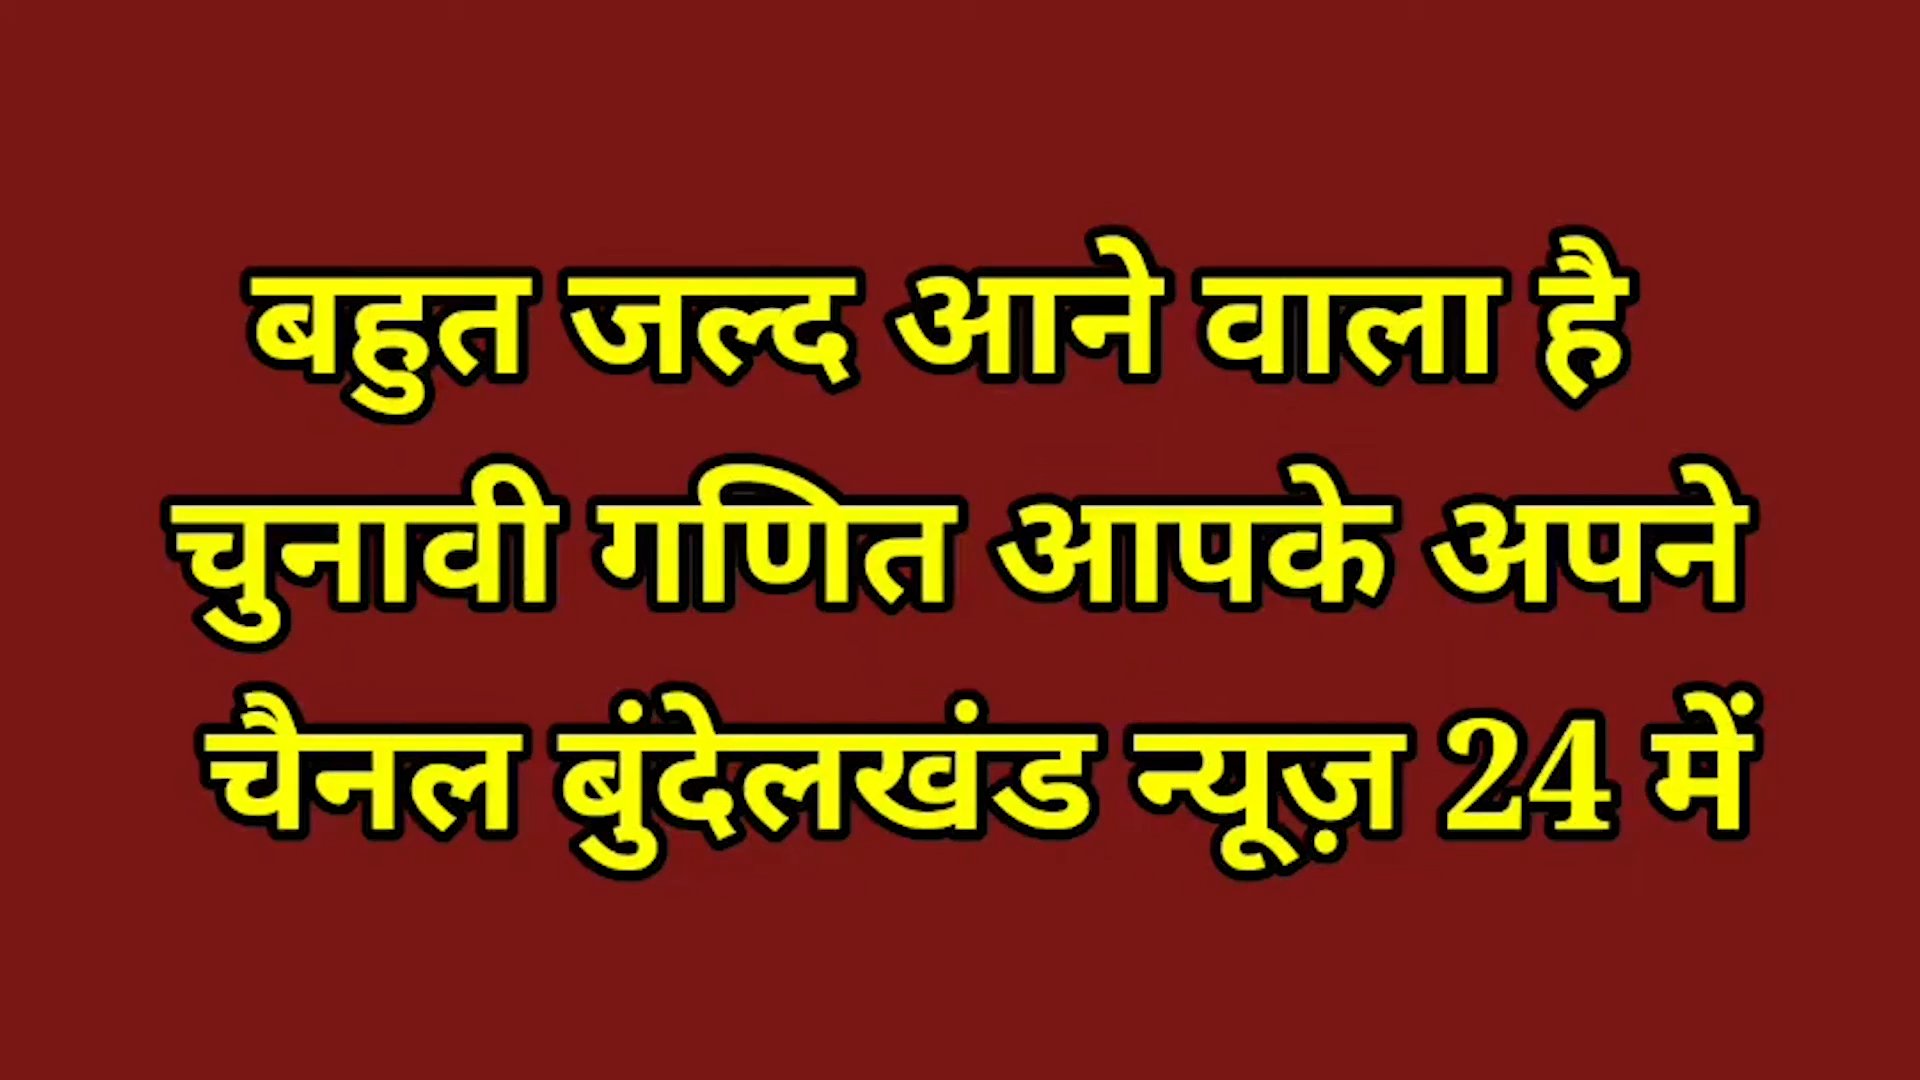 बहुत जल्द आने वाला है
चुनावी गणित आपके अपने
चैनल बुंदेलखंड न्यूज़ 24 में